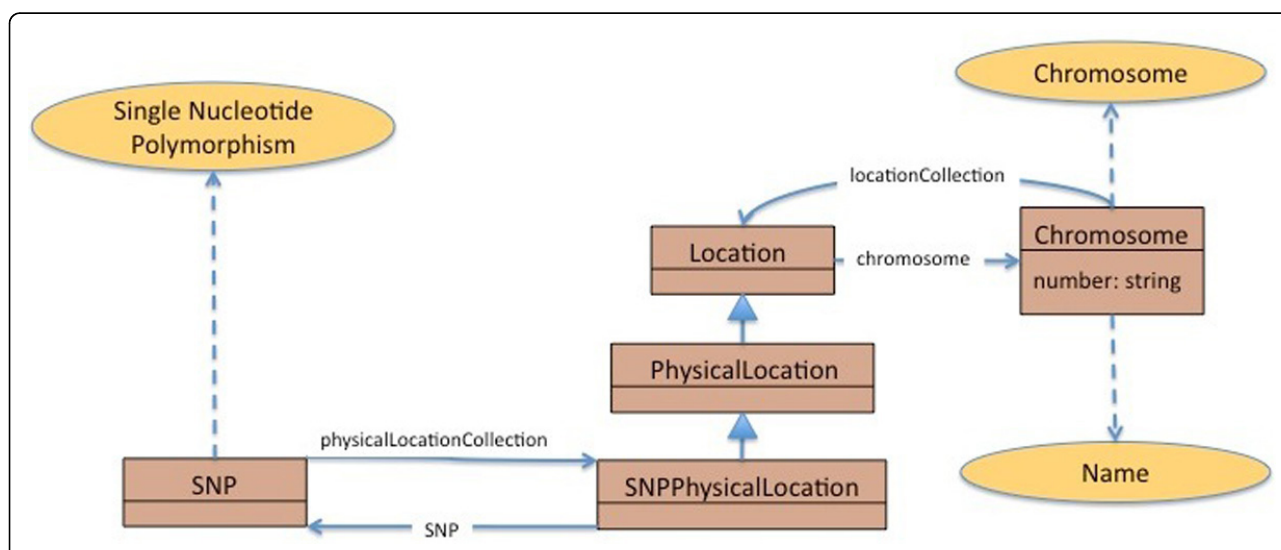 Chromosome
Single Nucleotide
Polymorphism
locationCollection
Location
chromosome
Chromosome
number: string
PhysicalLocation
physicalLocationCollection
SNP
SNPPhysicalLocation
Name
SNP